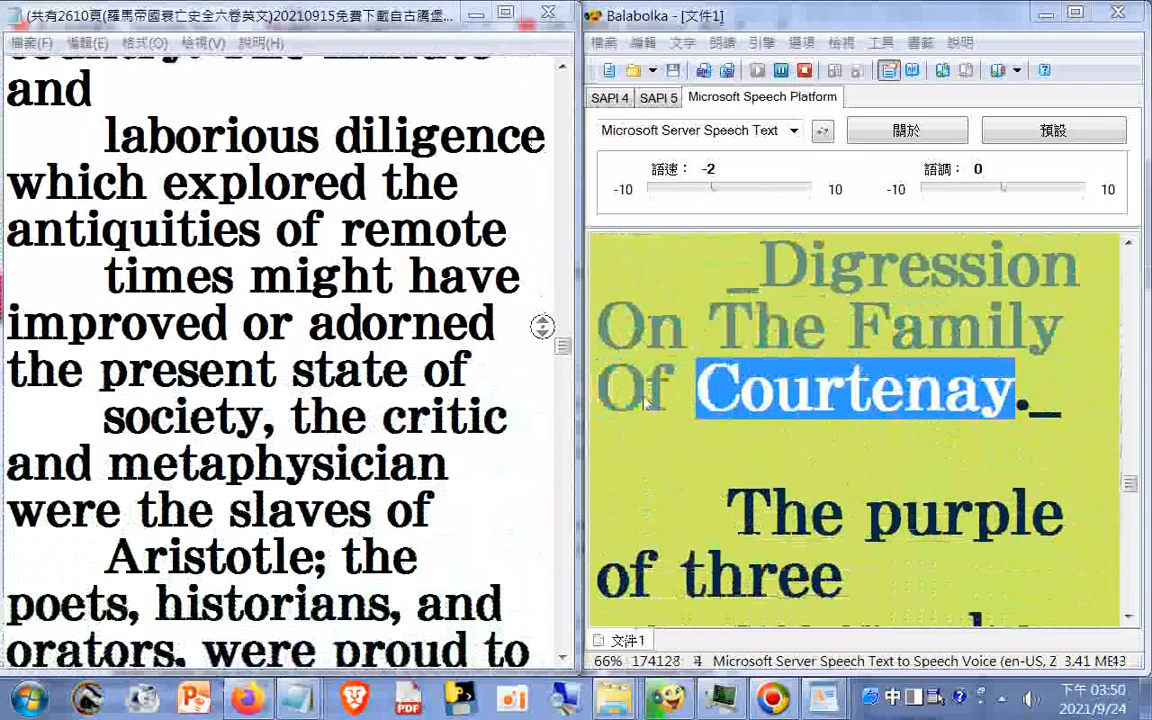 (共有2610頁(羅馬帝國衰亡史全六卷英文)20210915免費下載自古騰堡...
檔案(F) 編輯(E) 格式(O) 檢視(V) 說明(H)
and
laborious diligence
which explored the
antiquities of remote
times might have
improved or adorned
the present state of
society, the critic
and metaphysician
were the slaves of
Aristotle; the
poets, historians, and
orators, were proud to
Balabolka - [文件1]
檔案 編輯 文字 朗讀 引擎 選項 檢視 工具 書籤 說明
SAPI 4 SAPI 5 Microsoft Speech Platform
Microsoft Server Speech Text 關於 預設
語速： -2 語調： 0
-10 10 -10 10
_Digression
On The Family
Of Courtenay._
The purple
of three
文件1
66% 174128 Microsoft Server Speech Text to Speech Voice (en-US, Z 3,41 ME43
中 下午 03:50
2021/9/24